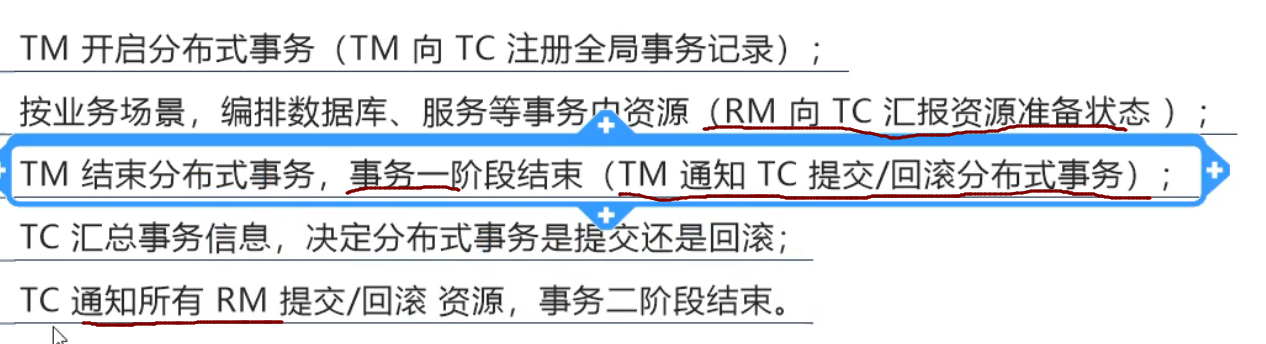 TM 开启分布式事务（TM 向 TC 注册全局事务记录）；
按业务场景，编排数据库、服务等事务内资源（RM 向 TC 汇报资源准备状态 ）；
TM 结束分布式事务，事务一阶段结束（TM 通知 TC 提交/回滚分布式事务）；
TC 汇总事务信息，决定分布式事务是提交还是回滚；
TC 通知所有 RM 提交/回滚 资源，事务二阶段结束。